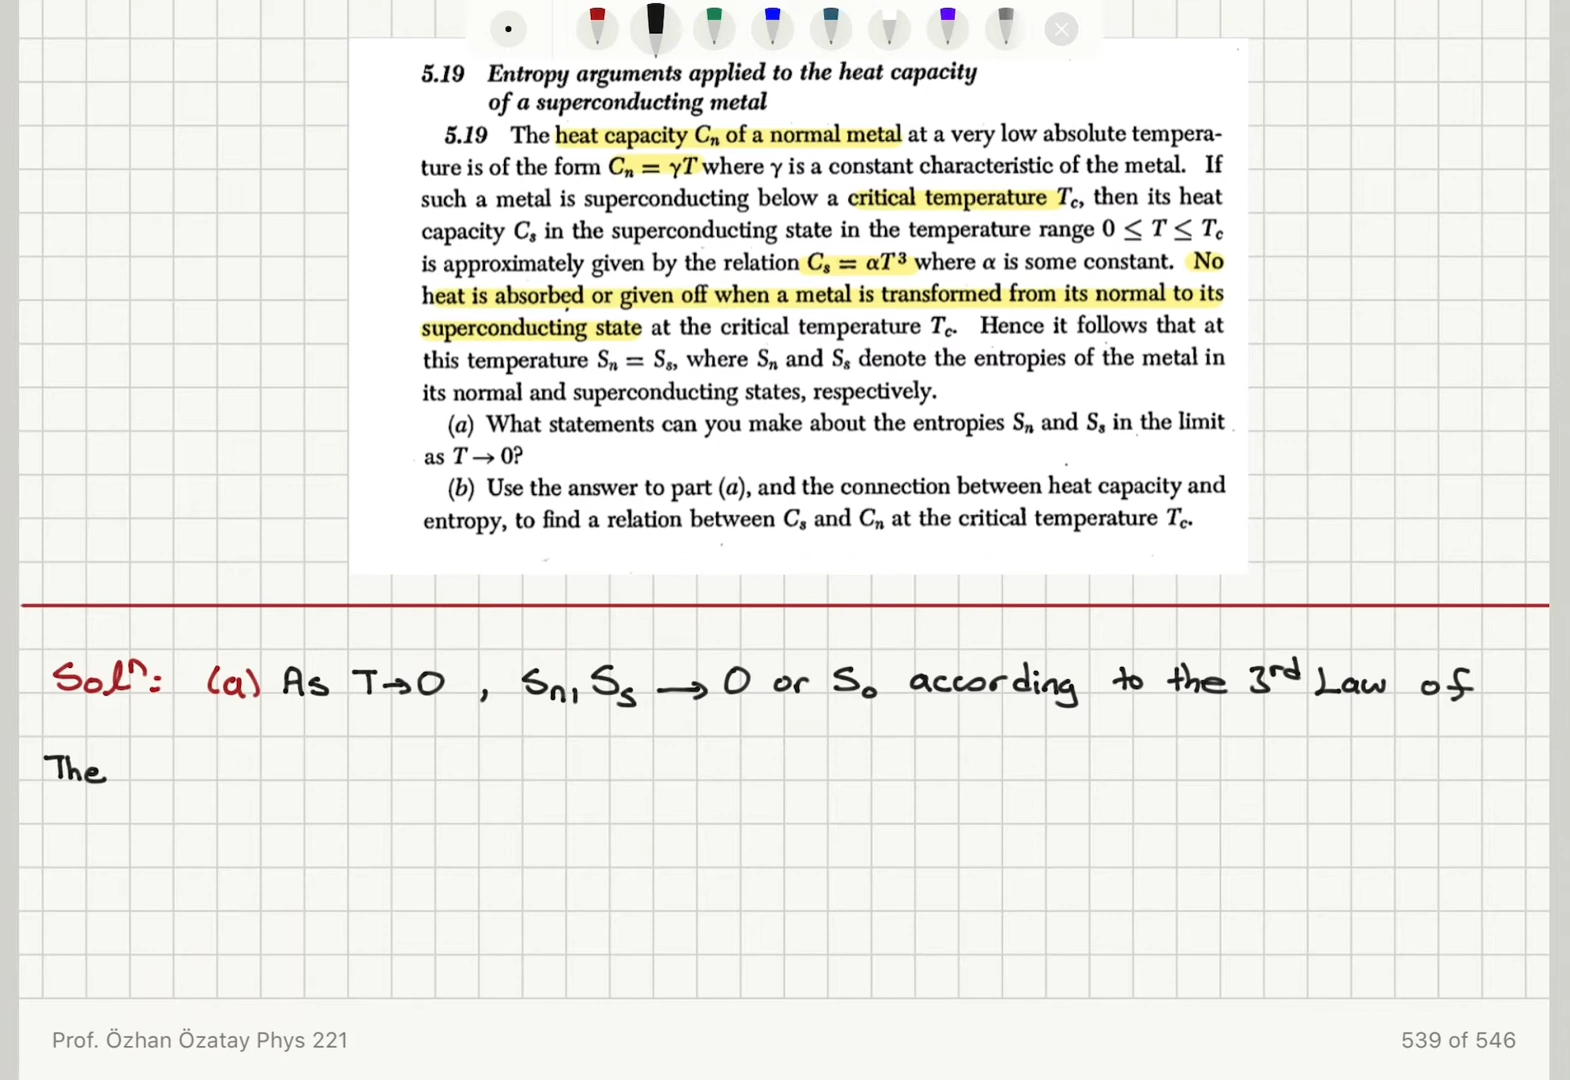 5.19 Entropy arguments applied to the heat capacity
of a superconducting metal
5.19 The heat capacity Cₙ of a normal metal at a very low absolute tempera-
ture is of the form Cₙ = γT where γ is a constant characteristic of the metal. If
such a metal is superconducting below a critical temperature T꜀, then its heat
capacity Cₛ in the superconducting state in the temperature range 0 ≤ T ≤ T꜀
is approximately given by the relation Cₛ = αT³ where α is some constant. No
heat is absorbed or given off when a metal is transformed from its normal to its
superconducting state at the critical temperature T꜀. Hence it follows that at
this temperature Sₙ = Sₛ, where Sₙ and Sₛ denote the entropies of the metal in
its normal and superconducting states, respectively.
(a) What statements can you make about the entropies Sₙ and Sₛ in the limit
as T → 0?
(b) Use the answer to part (a), and the connection between heat capacity and
entropy, to find a relation between Cₛ and Cₙ at the critical temperature T꜀.
Solⁿ: (a) As T→0 , Sₙ, Sₛ → 0 or S₀ according to the 3rd Law of
The
Prof. Özhan Özatay Phys 221
539 of 546